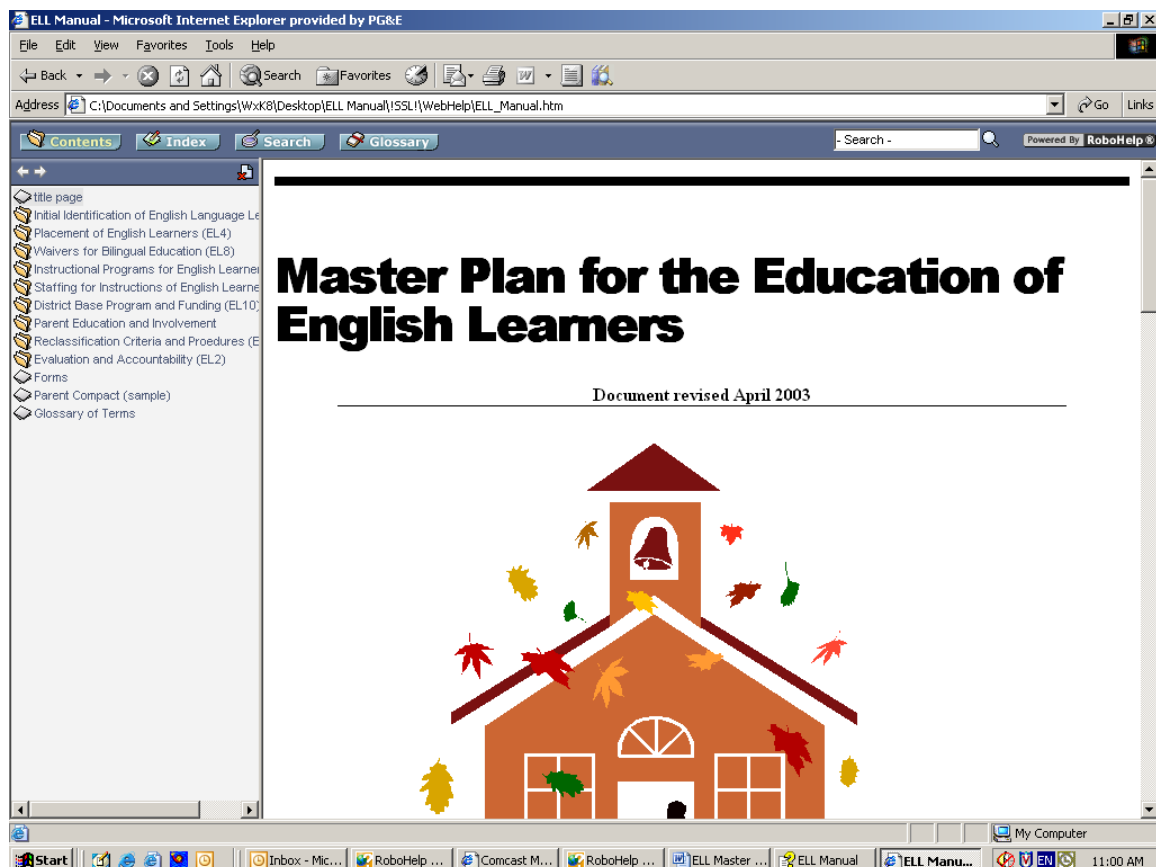 ELL Manual - Microsoft Internet Explorer provided by PG&E
File Edit View Favorites Tools Help
Back Search Favorites
Address C:\Documents and Settings\WxK8\Desktop\ELL Manual\!SSL!\WebHelp\ELL_Manual.htm Go Links
Contents Index Search Glossary - Search - Powered By RoboHelp®
title page
Initial Identification of English Language Le
Placement of English Learners (EL4)
Waivers for Bilingual Education (EL8)
Instructional Programs for English Learner
Staffing for Instructions of English Learne
District Base Program and Funding (EL10)
Parent Education and Involvement
Reclassification Criteria and Proedures (E
Evaluation and Accountability (EL2)
Forms
Parent Compact (sample)
Glossary of Terms
Master Plan for the Education of
English Learners
Document revised April 2003
My Computer
Start Inbox - Mic... RoboHelp ... Comcast M... RoboHelp ... ELL Master ... ELL Manual ELL Manu... EN 11:00 AM